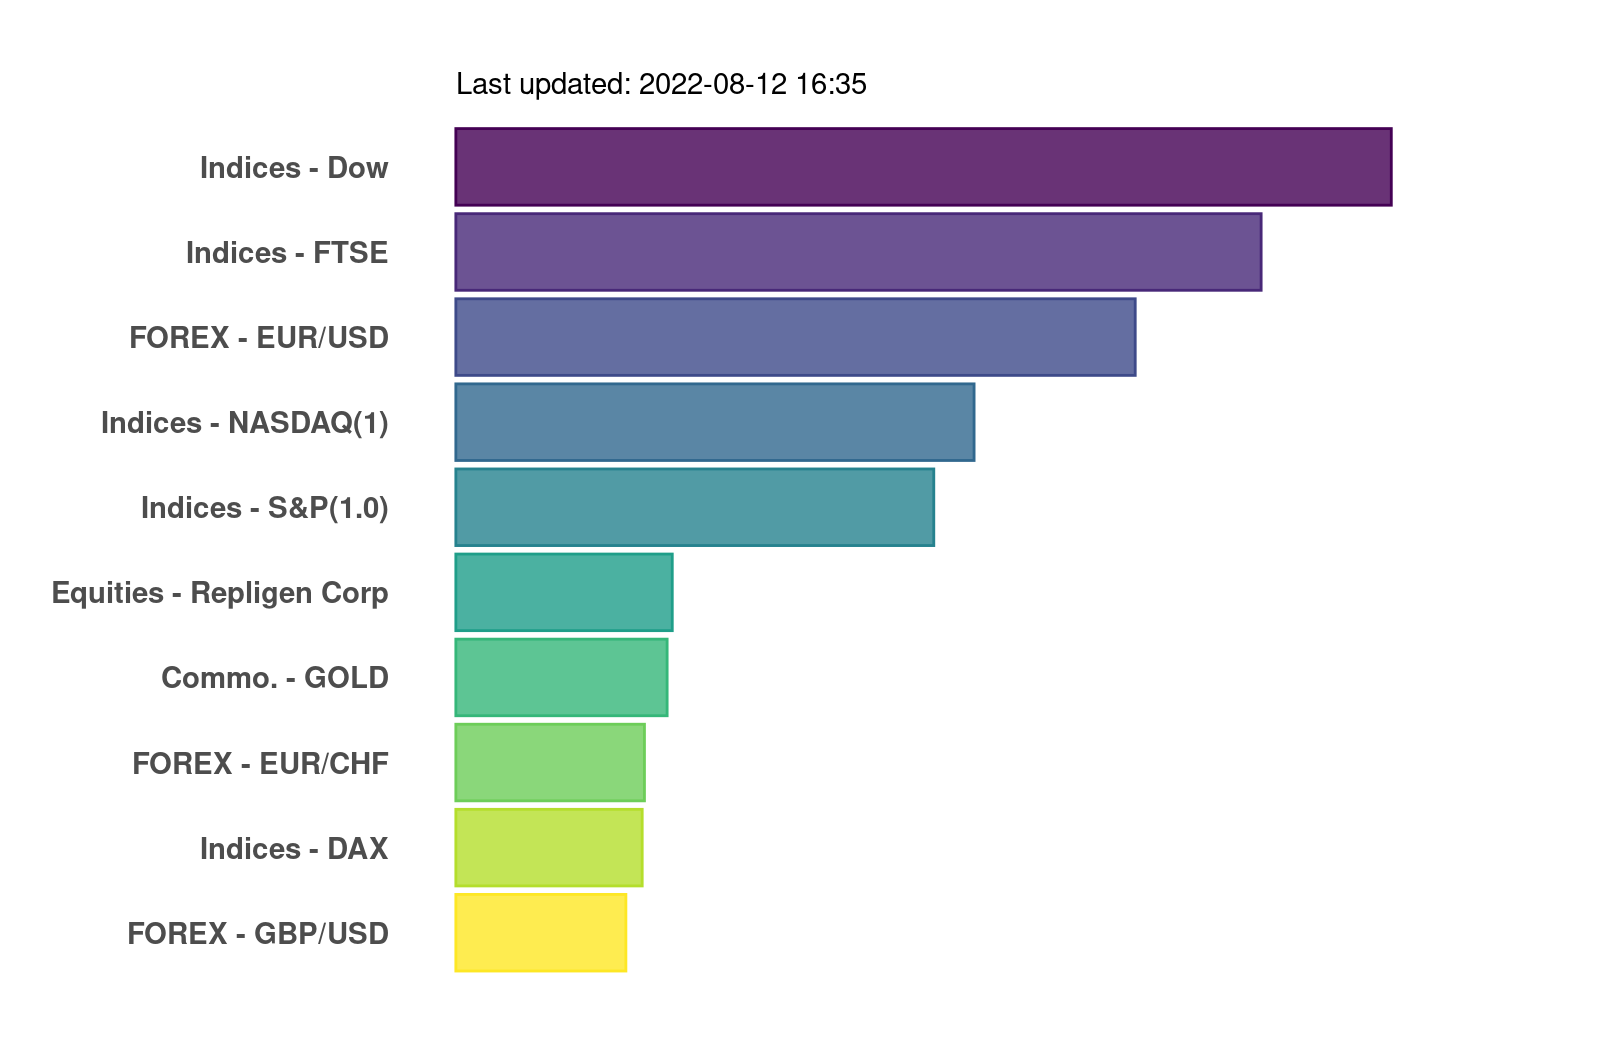 Last updated: 2022-08-12 16:35
Indices - Dow
Indices - FTSE
FOREX - EUR/USD
Indices - NASDAQ(1)
Indices - S&P(1.0)
Equities - Repligen Corp
Commo. - GOLD
FOREX - EUR/CHF
Indices - DAX
FOREX - GBP/USD